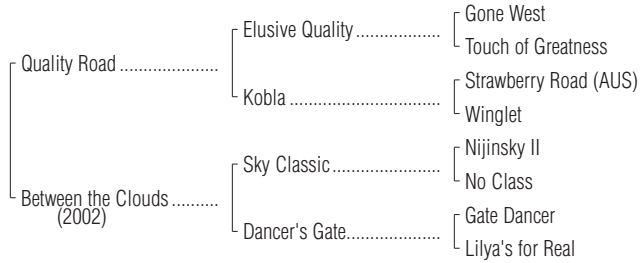 Gone West
Elusive Quality
Touch of Greatness
Quality Road
Strawberry Road (AUS)
Kobla
Winglet
Nijinsky II
Sky Classic
No Class
Between the Clouds
(2002)
Gate Dancer
Dancer's Gate
Lilya's for Real